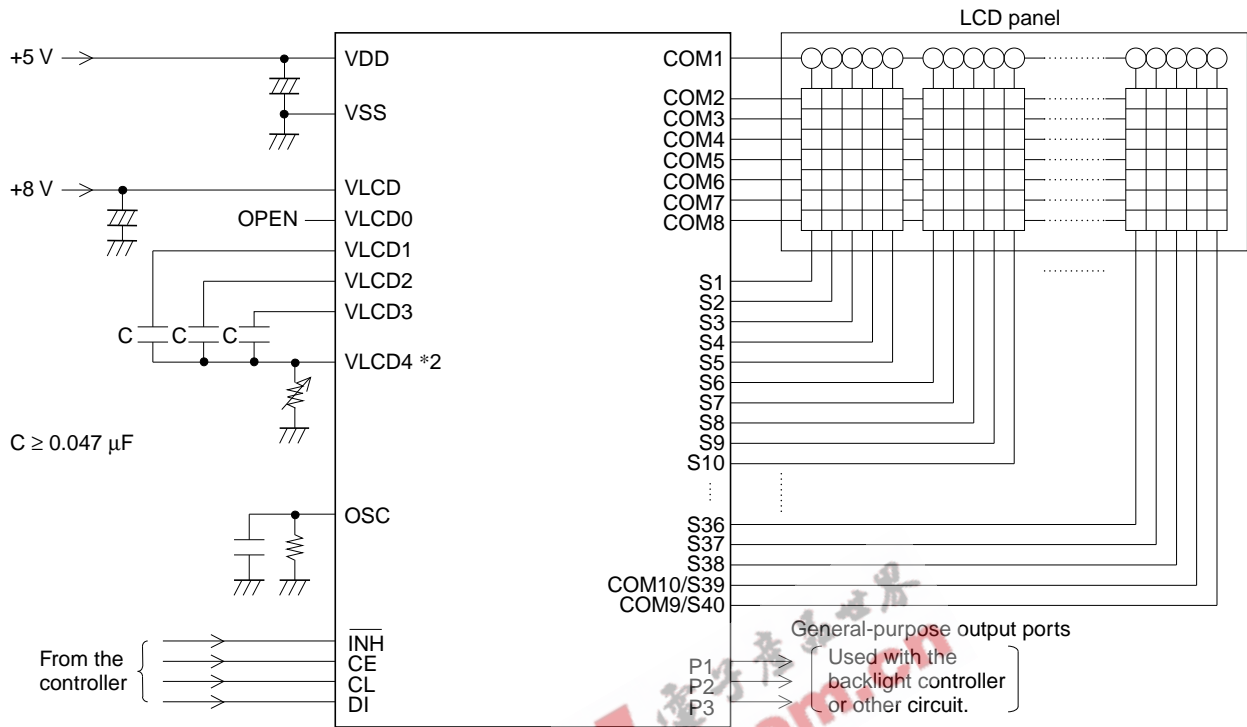 LCD panel
+5 V
VDD
COM1
VSS
COM2
COM3
COM4
COM5
COM6
COM7
COM8
+8 V
VLCD
OPEN
VLCD0
VLCD1
VLCD2
VLCD3
C
C
C
VLCD4 *2
C ≥ 0.047 µF
S1
S2
S3
S4
S5
S6
S7
S8
S9
S10
OSC
S36
S37
S38
COM10/S39
COM9/S40
From the
controller
INH
CE
CL
DI
General-purpose output ports
P1
P2
P3
Used with the
backlight controller
or other circuit.
.com.cn